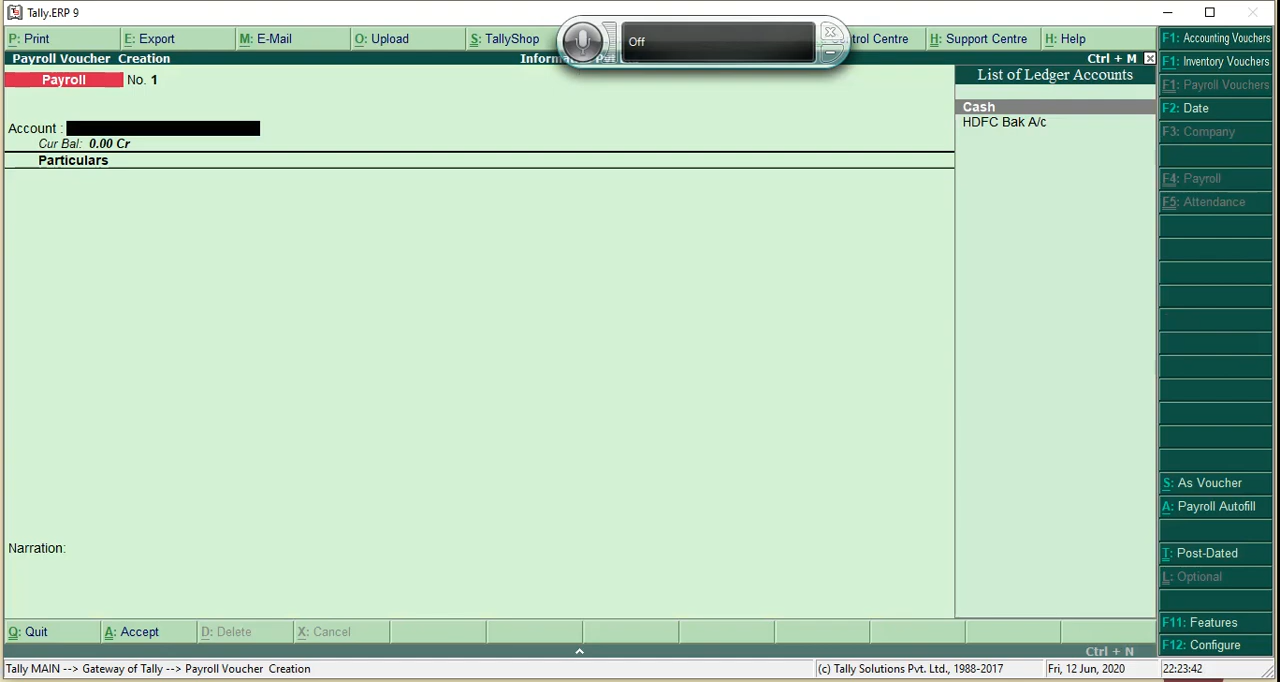 Tally.ERP 9
P: Print
E: Export
M: E-Mail
O: Upload
S: TallyShop
Off
ntrol Centre
H: Support Centre
H: Help
Payroll Voucher Creation
Ctrl + M
Payroll No. 1
Account :
Cur Bal: 0.00 Cr
Particulars
Narration:
List of Ledger Accounts
Cash
HDFC Bak A/c
F1: Accounting Vouchers
F1: Inventory Vouchers
F1: Payroll Vouchers
F2: Date
F3: Company
F4: Payroll
F5: Attendance
S: As Voucher
A: Payroll Autofill
T: Post-Dated
L: Optional
F11: Features
F12: Configure
Q: Quit
A: Accept
D: Delete
X: Cancel
Ctrl + N
Tally MAIN --> Gateway of Tally --> Payroll Voucher Creation
(c) Tally Solutions Pvt. Ltd., 1988-2017
Fri, 12 Jun, 2020
22:23:42